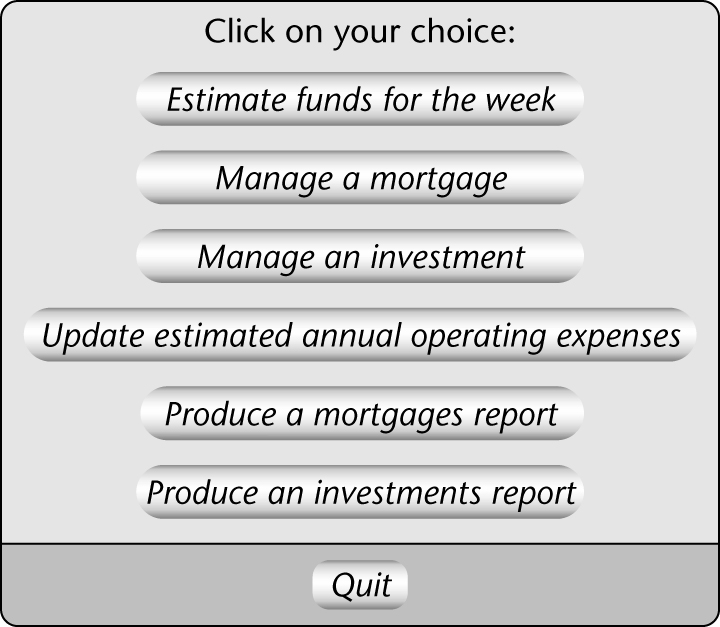 Click on your choice:
Estimate funds for the week
Manage a mortgage
Manage an investment
Update estimated annual operating expenses
Produce a mortgages report
Produce an investments report
Quit